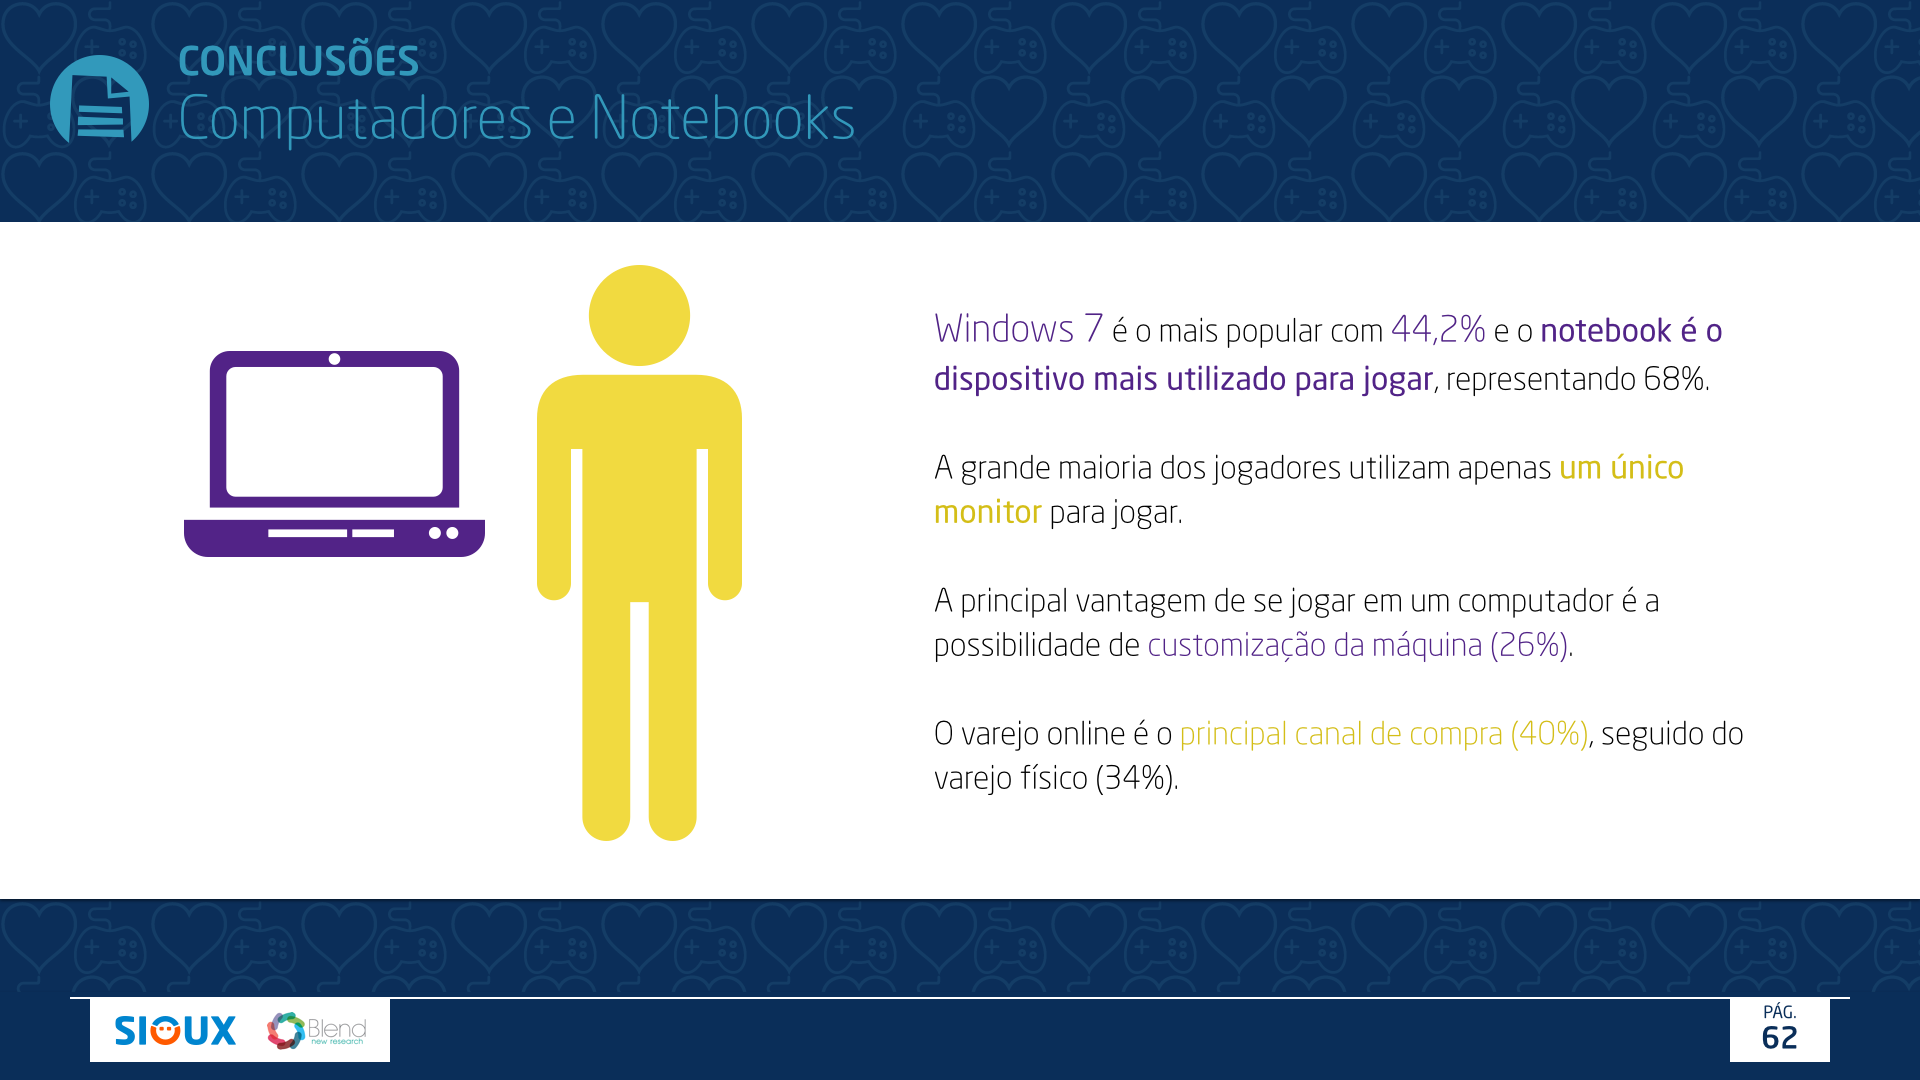 CONCLUSÕES
Computadores e Notebooks
Windows 7 é o mais popular com 44,2% e o notebook é o
dispositivo mais utilizado para jogar, representando 68%.
A grande maioria dos jogadores utilizam apenas um único
monitor para jogar.
A principal vantagem de se jogar em um computador é a
possibilidade de customização da máquina (26%).
O varejo online é o principal canal de compra (40%), seguido do
varejo físico (34%).
SIOUX
Blend
new research
PÁG.
62